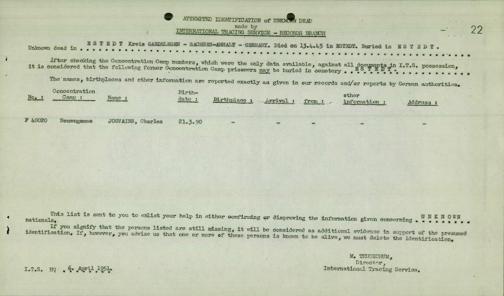 22
ATTEMPTED IDENTIFICATION of UNKNOWN DEAD
made by
INTERNATIONAL TRACING SERVICE - RECORDS BRANCH
Unknown dead in ESTEDT Kreis GARDELEGEN - SACHSEN-ANHALT - GERMANY. Died on 13.4.45 in ESTEDT. Buried in ESTEDT.
After checking the Concentration Camp numbers, which were the only data available, against all documents in I.T.S. possession,
it is considered that the following former Concentration Camp prisoners may be buried in cemetery ESTEDT
The names, birthplaces and other information are reported exactly as given in our records and/or reports by German authorities.
No.: Concentration Camp: Name: Birth-date: Birthplace: Arrival: from: other information: Address:
F 40020 Neuengamme JOSVAINS, Charles 21.3.90 - - - - -
This list is sent to you to enlist your help in either confirming or disproving the information given concerning UNKNOWN
nationals.
If you signify that the persons listed are still missing, it will be considered as additional evidence in support of the presumed
identification. If, however, you advise us that one or more of these persons is known to be alive, we must delete the identification.
Director,
International Tracing Service.
I.T.S. April 1951.